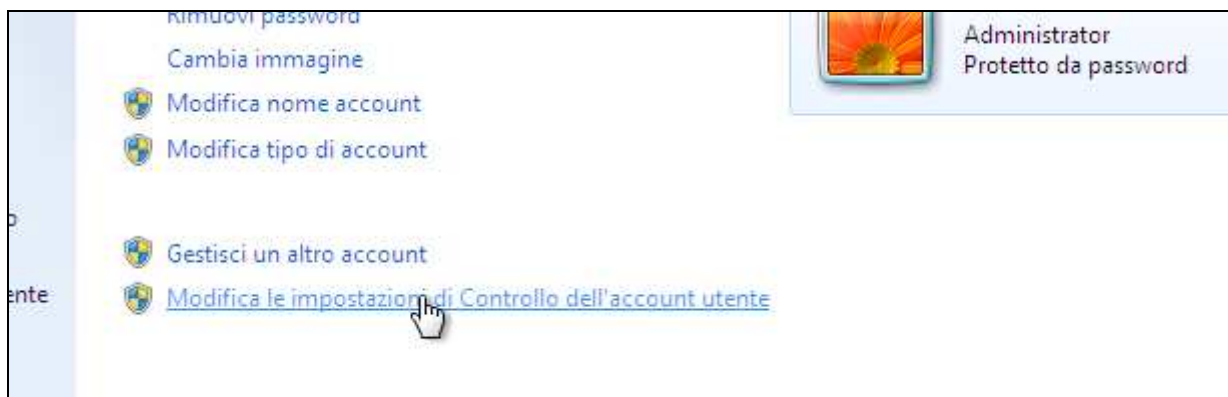 Rimuovi password
Cambia immagine
Modifica nome account
Modifica tipo di account
Gestisci un altro account
Modifica le impostazioni di Controllo dell'account utente
Administrator
Protetto da password
o
ente